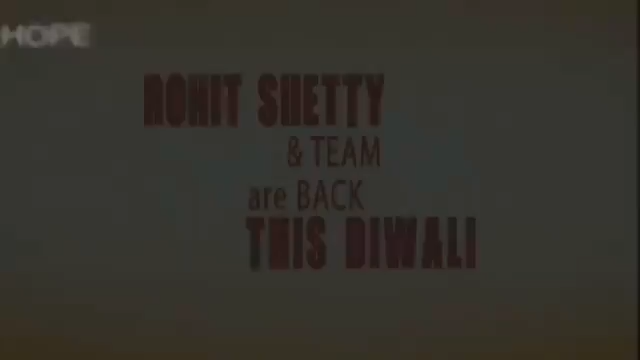 HOPE
ROHIT SHETTY
& TEAM
are BACK
THIS DIWALI